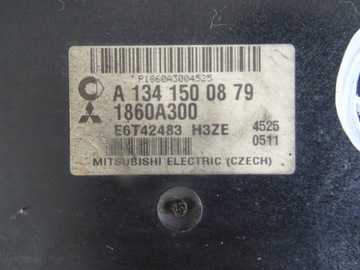 P1860A3004525
A 134 150 08 79
1860A300
E6T42483 H3ZE 4525
0511
MITSUBISHI ELECTRIC (CZECH)